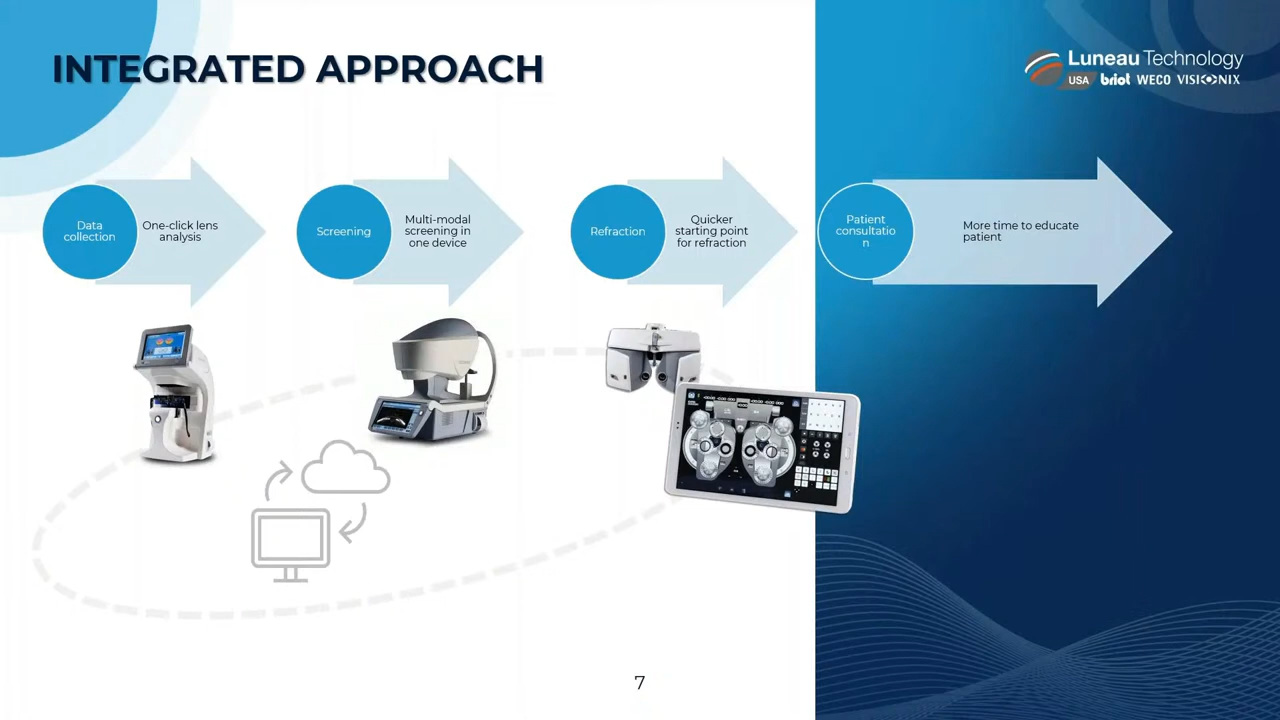 INTEGRATED APPROACH
Luneau Technology
USA briot WECO VISIONIX
Data
collection
One-click lens
analysis
Screening
Multi-modal
screening in
one device
Refraction
Quicker
starting point
for refraction
Patient
consultatio
n
More time to educate
patient
7